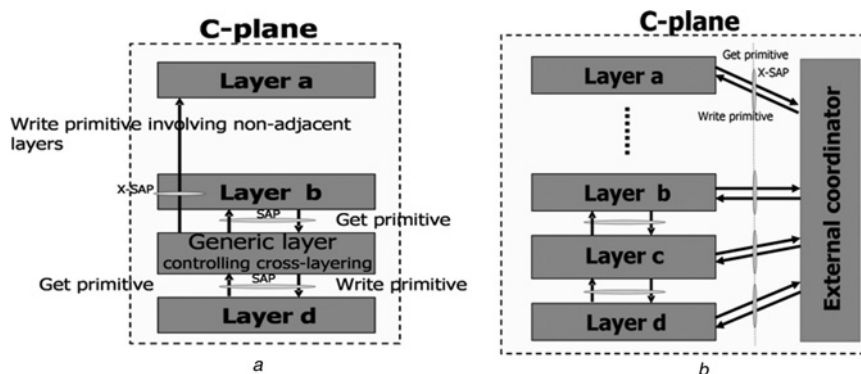 C-plane
Layer a
Write primitive involving non-adjacent
layers
X-SAP
Layer b
SAP
Get primitive
Generic layer
controlling cross-layering
Get primitive
SAP
Write primitive
Layer d
a
C-plane
Get primitive
X-SAP
Layer a
Write primitive
Layer b
Layer c
Layer d
External coordinator
b